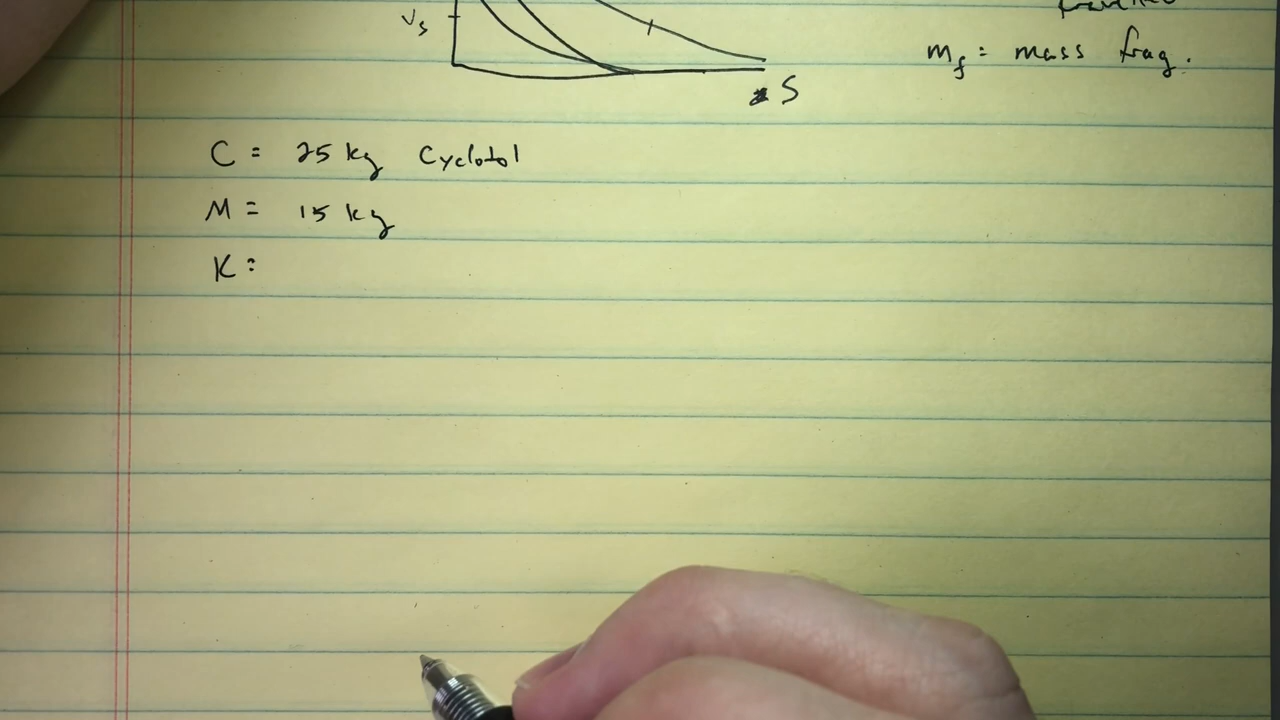 Vs
mf = mass frag.
S
C = 25 kg Cyclotol
M = 15 kg
K =